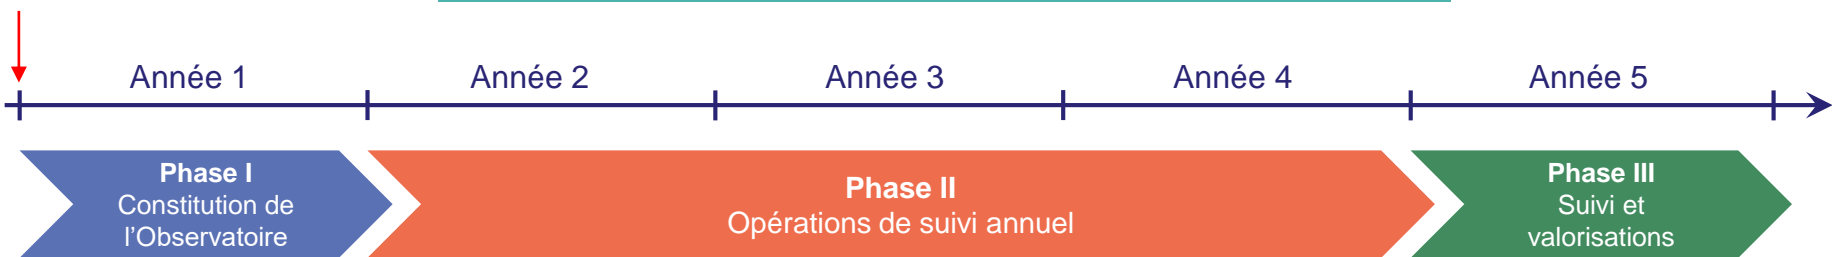 Année 1
Année 2
Année 3
Année 4
Année 5
Phase I
Constitution de
l’Observatoire
Phase II
Opérations de suivi annuel
Phase III
Suivi et
valorisations